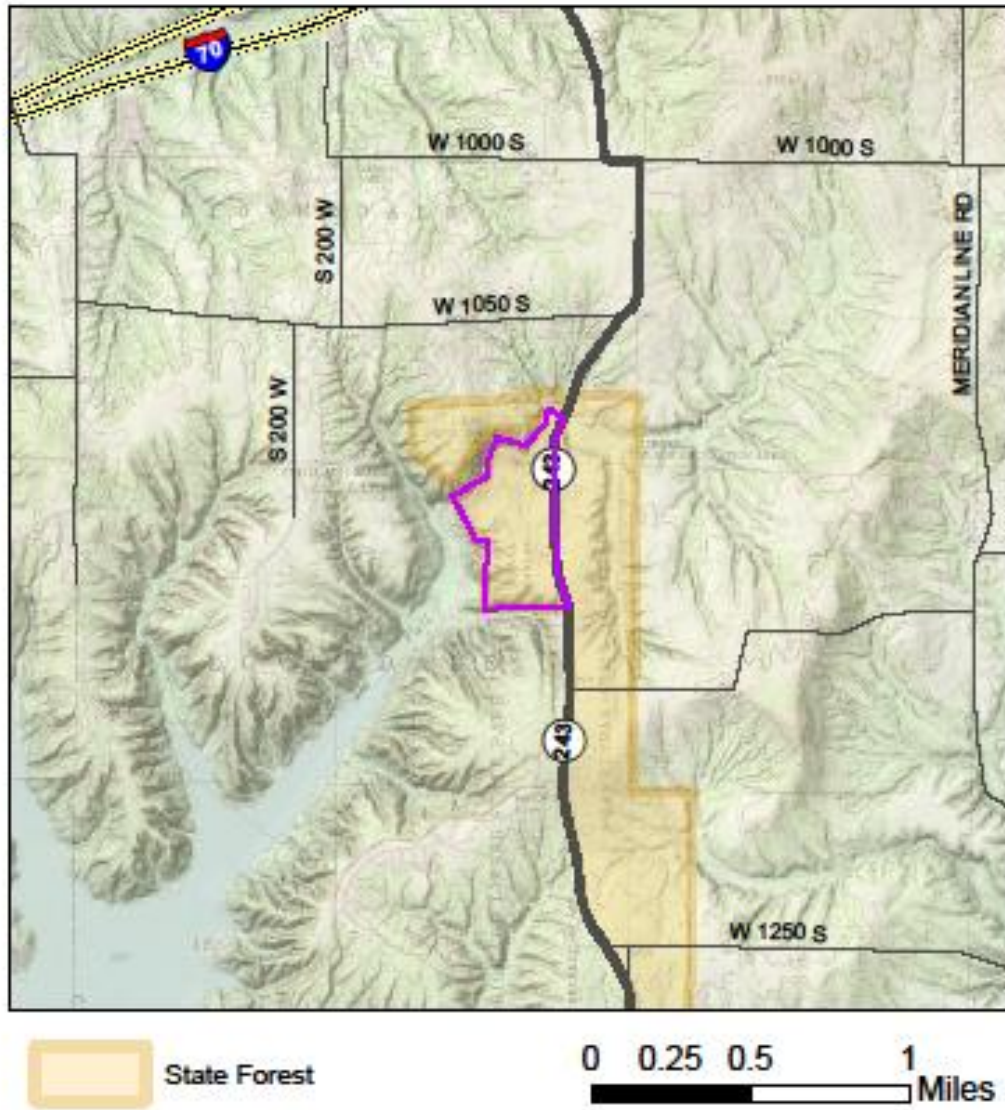 70
W 1000 S
W 1000 S
S 200 W
MERIDIAN LINE RD
W 1050 S
S 200 W
243
243
W 1250 S
State Forest
0 0.25 0.5 1
Miles